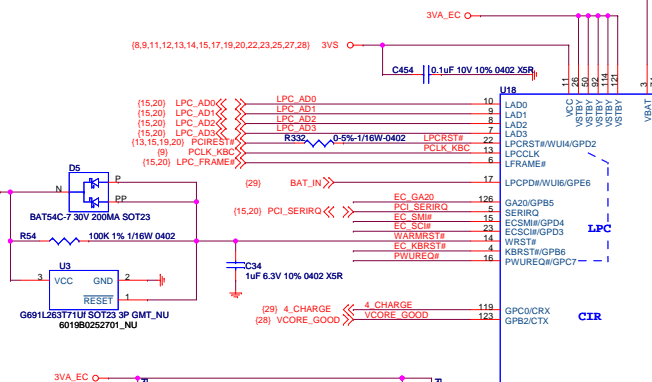 3VA_EC
{8,9,11,12,13,14,15,17,19,20,22,23,25,27,28} 3VS
C454 0.1uF 10V 10% 0402 X5R
U18
11 26 50 92 114 121 3
VCC VSTBY VSTBY VSTBY VSTBY VSTBY VBAT
{15,20} LPC_AD0 LPC_AD0 10 LAD0
{15,20} LPC_AD1 LPC_AD1 9 LAD1
{15,20} LPC_AD2 LPC_AD2 8 LAD2
{15,20} LPC_AD3 LPC_AD3 7 LAD3
{13,15,19,20} PCIREST# R332 0-5%-1/16W-0402 LPCRST# 22 LPCRST#/WUI4/GPD2
{9} PCLK_KBC PCLK_KBC 13 LPCCLK
{15,20} LPC_FRAME# 6 LFRAME#
{29} BAT_IN 17 LPCPD#/WUI6/GPE6
EC_GA20 126 GA20/GPB5
{15,20} PCI_SERIRQ PCI_SERIRQ 5 SERIRQ
EC_SMI# 15 ECSMI#/GPD4
EC_SCI# 23 ECSCI#/GPD3
WARMRST# 14 WRST#
EC_KBRST# 4 KBRST#/GPB6
PWUREQ# 16 PWUREQ#/GPC7
LPC
D5
N P
PP
BAT54C-7 30V 200MA SOT23
R54 100K 1% 1/16W 0402
U3
3 VCC GND 2
RESET 1
G691L263T71Uf SOT23 3P GMT_NU
6019B0252701_NU
C34
1uF 6.3V 10% 0402 X5R
{29} 4_CHARGE 4_CHARGE 119 GPC0/CRX
{28} VCORE_GOOD VCORE_GOOD 123 GPB2/CTX
CIR
3VA_EC